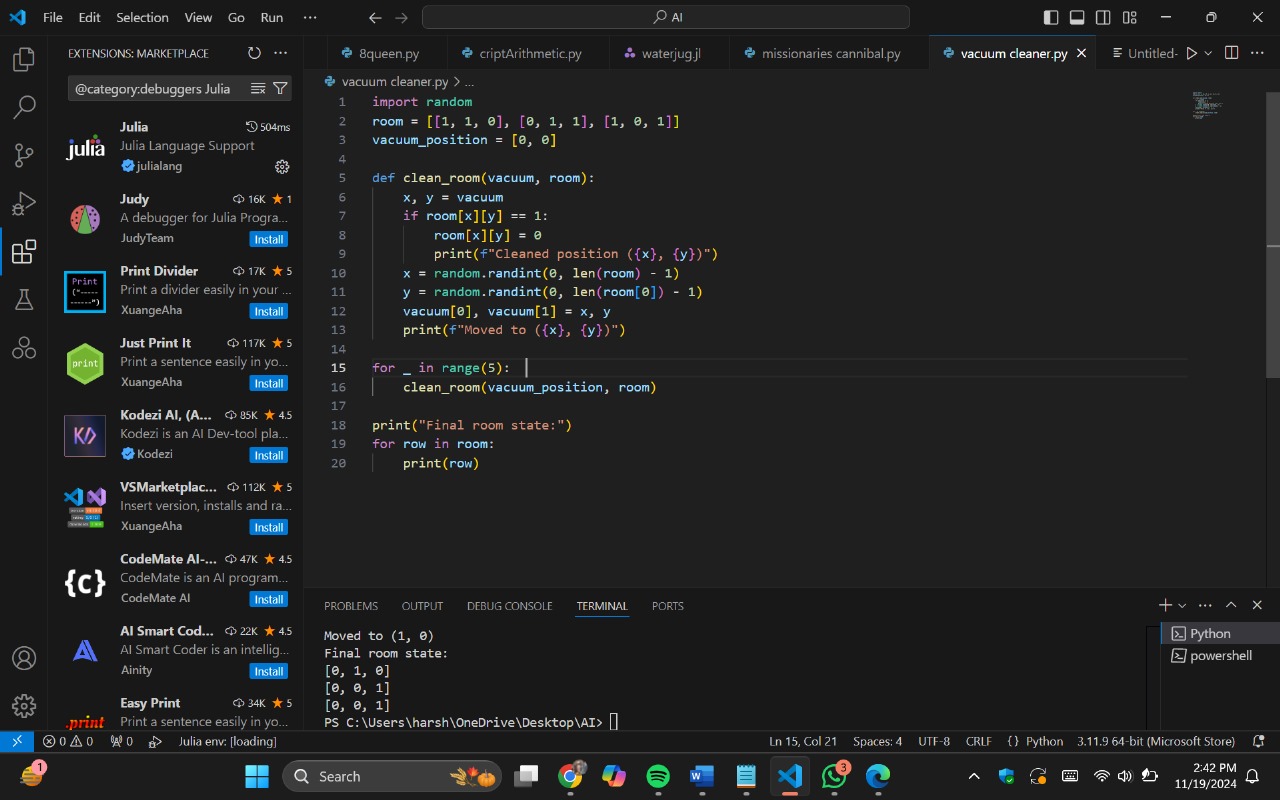 File Edit Selection View Go Run ···
AI
EXTENSIONS: MARKETPLACE
@category:debuggers Julia
julia
Julia 504ms
Julia Language Support
julialang
Judy 16K 1
A debugger for Julia Progra...
JudyTeam Install
Print
Print Divider 17K 5
Print a divider easily in your ...
XuangeAha Install
print
Just Print It 117K 5
Print a sentence easily in yo...
XuangeAha Install
Kodezi AI, (A... 85K 4.5
Kodezi is an AI Dev-tool pla...
Kodezi Install
VSMarketplac... 112K 5
Insert version, installs and ra...
XuangeAha Install
{c}
CodeMate AI-... 47K 4.5
CodeMate is an AI program...
CodeMate AI Install
AI Smart Cod... 22K 4.5
AI Smart Coder is an intellig...
Ainity Install
.print
Easy Print 34K 5
Print a sentence easily in yo...
8queen.py criptArithmetic.py waterjug.jl missionaries cannibal.py vacuum cleaner.py Untitled-
vacuum cleaner.py > ...
1 import random
2 room = [[1, 1, 0], [0, 1, 1], [1, 0, 1]]
3 vacuum_position = [0, 0]
4
5 def clean_room(vacuum, room):
6 x, y = vacuum
7 if room[x][y] == 1:
8 room[x][y] = 0
9 print(f"Cleaned position ({x}, {y})")
10 x = random.randint(0, len(room) - 1)
11 y = random.randint(0, len(room[0]) - 1)
12 vacuum[0], vacuum[1] = x, y
13 print(f"Moved to ({x}, {y})")
14
15 for _ in range(5):
16 clean_room(vacuum_position, room)
17
18 print("Final room state:")
19 for row in room:
20 print(row)
PROBLEMS OUTPUT DEBUG CONSOLE TERMINAL PORTS
Moved to (1, 0)
Final room state:
[0, 1, 0]
[0, 0, 1]
[0, 0, 1]
PS C:\Users\harsh\OneDrive\Desktop\AI>
Python
powershell
0 0 0 Julia env: [loading] Ln 15, Col 21 Spaces: 4 UTF-8 CRLF {} Python 3.11.9 64-bit (Microsoft Store)
1 Search 3 2:42 PM
11/19/2024